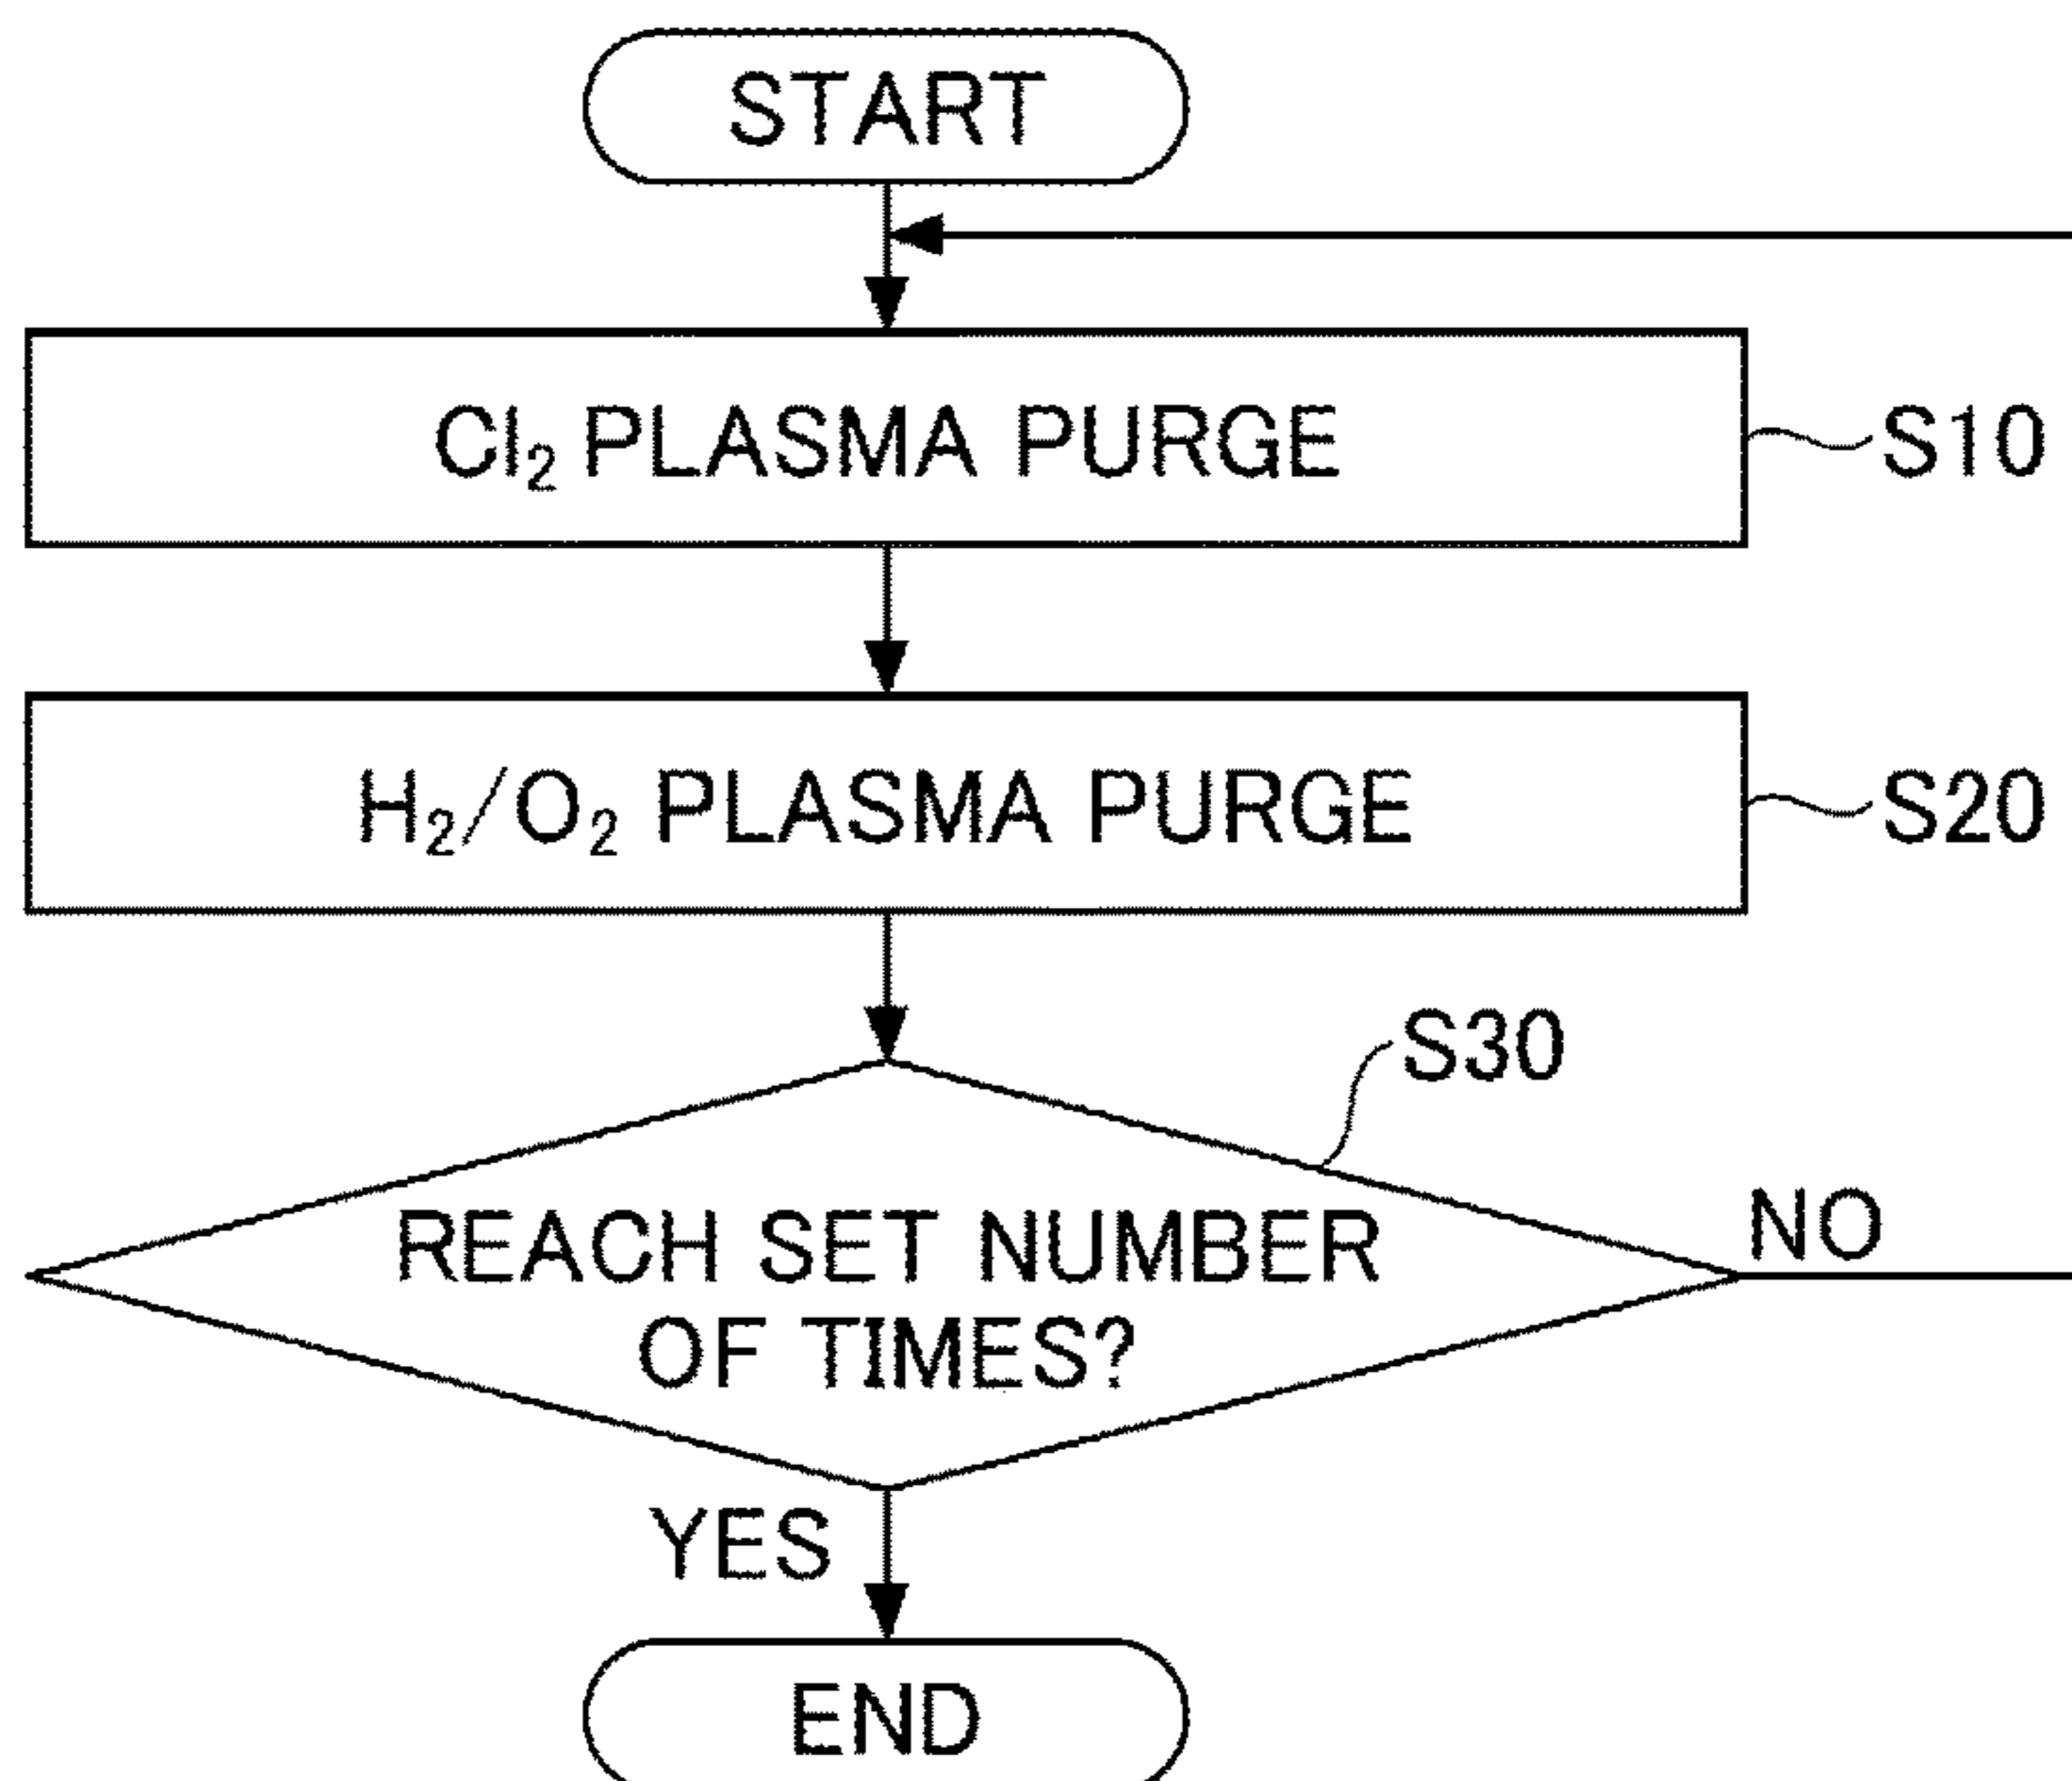 START
Cl₂ PLASMA PURGE
S10
H₂/O₂ PLASMA PURGE
S20
S30
REACH SET NUMBER
OF TIMES?
NO
YES
END